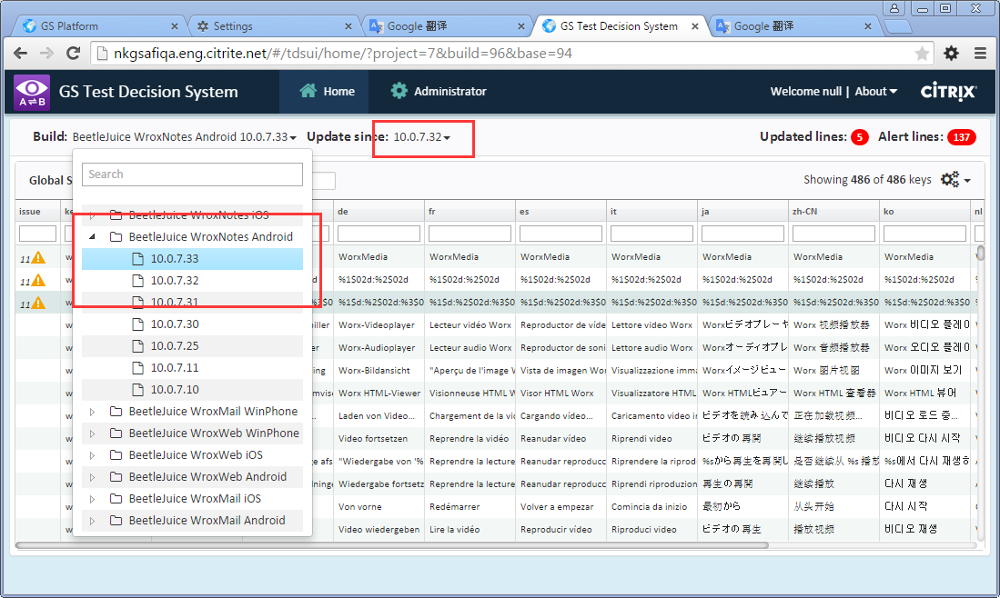 GS Platform
Settings
Google 翻译
GS Test Decision System
Google 翻译
nkgsafiqa.eng.citrite.net/#/tdsui/home/?project=7&build=96&base=94
A⇌B
GS Test Decision System
Home
Administrator
Welcome null | About
CITRIX
Build: BeetleJuice WroxNotes Android 10.0.7.33 Update since: 10.0.7.32
Updated lines: 5 Alert lines: 137
Global S
Showing 486 of 486 keys
Search
BeetleJuice WroxNotes iOS
BeetleJuice WroxNotes Android
10.0.7.33
10.0.7.32
10.0.7.31
10.0.7.30
10.0.7.25
10.0.7.11
10.0.7.10
BeetleJuice WroxMail WinPhone
BeetleJuice WroxWeb WinPhone
BeetleJuice WroxWeb iOS
BeetleJuice WroxWeb Android
BeetleJuice WroxMail iOS
BeetleJuice WroxMail Android
issue ke de fr es it ja zh-CN ko nl
11 w WorxMedia WorxMedia WorxMedia WorxMedia WorxMedia WorxMedia WorxMedia
11 w %1$02d:%2$02d %1$02d:%2$02d %1$02d:%2$02d %1$02d:%2$02d %1$02d:%2$02d %1$02d:%2$02d %1$02d:%2$02d
11 w %1$d:%2$02d:%3$0 %1$d:%2$02d:%3$0 %1$d:%2$02d:%3$0 %1$d:%2$02d:%3$0 %1$d:%2$02d:%3$0 %1$d:%2$02d:%3$0 %1$d:%2$02d:%3$0
w iller Worx-Videoplayer Lecteur vidéo Worx Reproductor de víde Lettore video Worx Worxビデオプレーヤ Worx 视频播放器 Worx 비디오 플레이
w er Worx-Audioplayer Lecteur audio Worx Reproductor de soni Lettore audio Worx Worxオーディオプレ Worx 音频播放器 Worx 오디오 플레이
w ing Worx-Bildansicht "Aperçu de l'image W Vista de imagen Wor Visualizzazione imma Worxイメージビュー Worx 图片视图 Worx 이미지 보기
w mvise Worx HTML-Viewer Visionneuse HTML W Visor HTML Worx Visualizzatore HTML Worx HTMLビュアー Worx HTML 查看器 Worx HTML 뷰어
w Laden von Video... Chargement de la vic Cargando vídeo... Caricamento video in ビデオを読み込んで 正在加载视频... 비디오 로드 중...
w Video fortsetzen Reprendre la vidéo Reanudar vídeo Riprendi video ビデオの再開 继续播放视频 비디오 다시 시작
w ge afs "Wiedergabe von '% Reprendre la lecture Reanudar reproducc Riprendere la riprod %sから再生を再開し 是否继续从 %s 播放 %s에서 다시 재생하
w lninge Wiedergabe fortsetz Reprendre la lecture Reanudar reproducc Riprendi riproduzion 再生の再開 继续播放 다시 재생
w Von vorne Redémarrer Volver a empezar Comincia da inizio 最初から 从头开始 다시 시작
w Video wiedergeben Lire la vidéo Reproducir vídeo Riproduci video ビデオの再生 播放视频 비디오 재생